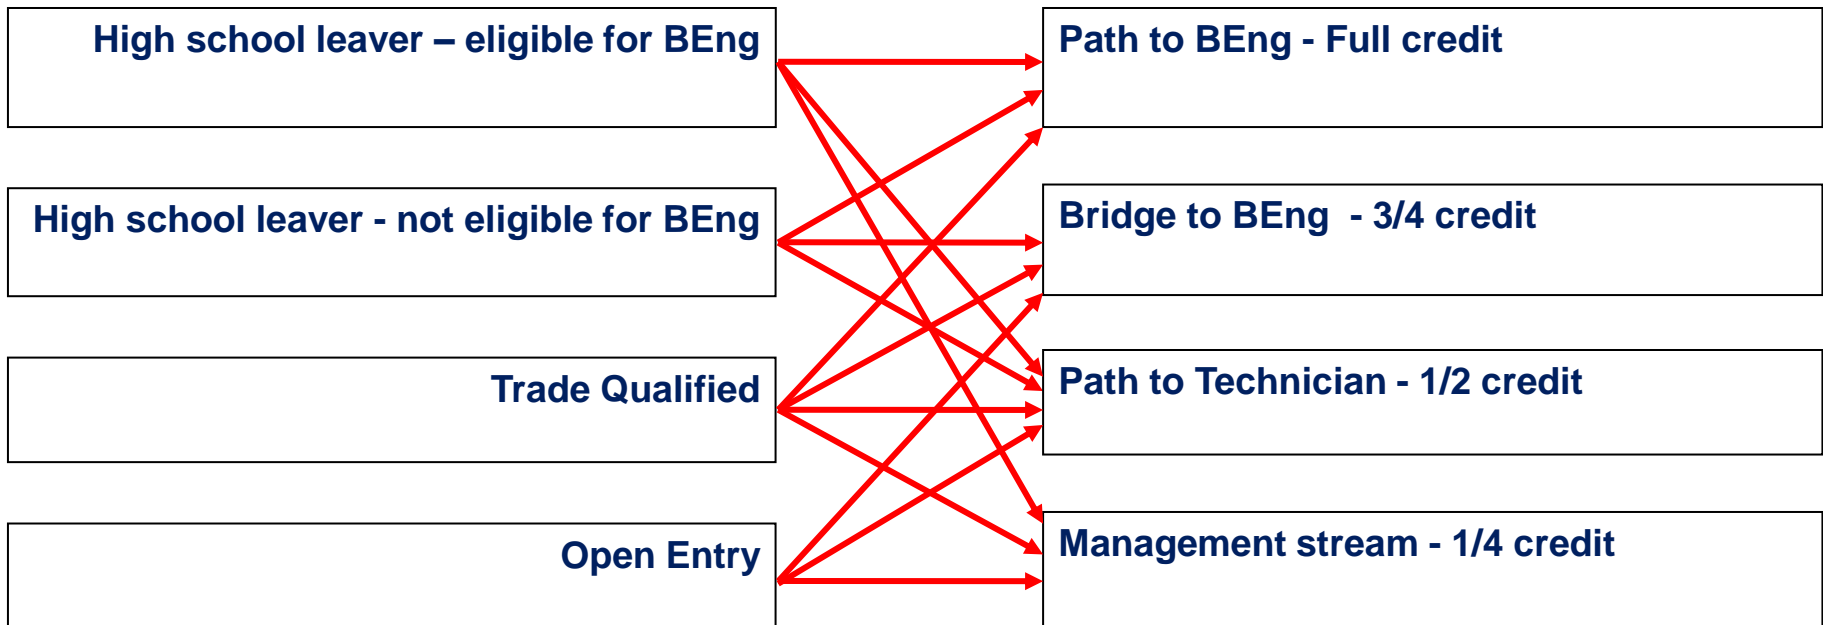 High school leaver – eligible for BEng
Path to BEng - Full credit
High school leaver - not eligible for BEng
Bridge to BEng  - 3/4 credit
Trade Qualified
Path to Technician - 1/2 credit
Open Entry
Management stream - 1/4 credit